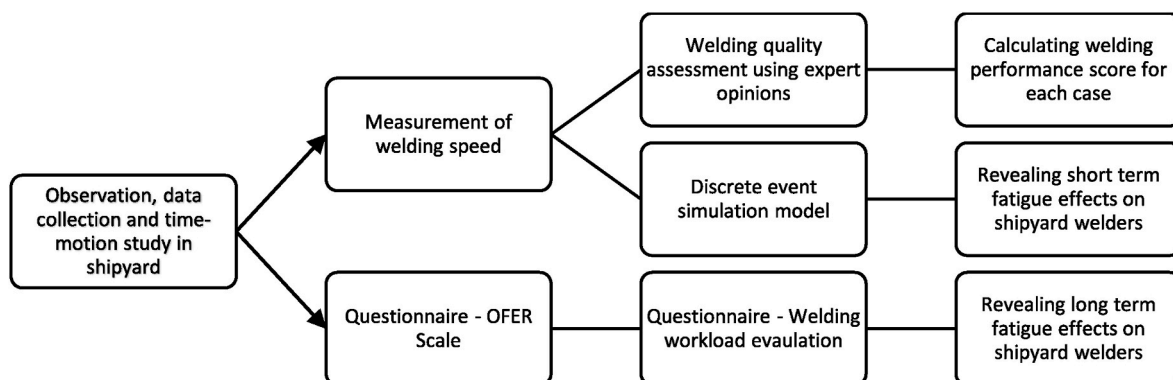 Observation, data
collection and time-
motion study in
shipyard
Measurement of
welding speed
Welding quality
assessment using expert
opinions
Calculating welding
performance score for
each case
Discrete event
simulation model
Revealing short term
fatigue effects on
shipyard welders
Questionnaire - OFER
Scale
Questionnaire - Welding
workload evaulation
Revealing long term
fatigue effects on
shipyard welders